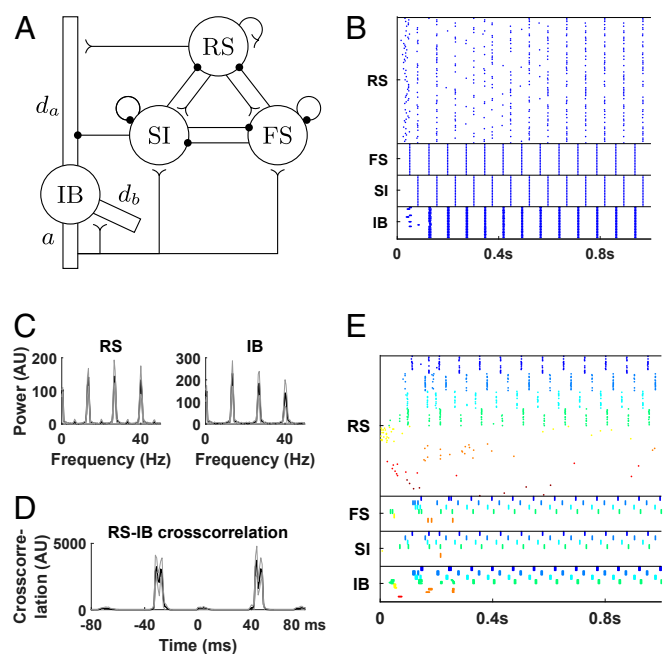 A
RS
d_a
SI
FS
IB
d_b
a
B
RS
FS
SI
IB
0
0.4s
0.8s
C
RS
IB
Power (AU)
200
100
0
300
200
100
0
0
20
40
0
20
40
Frequency (Hz)
Frequency (Hz)
D
RS-IB crosscorrelation
Crosscorre-
lation (AU)
5000
0
-80
-40
0
40
80 ms
Time (ms)
E
RS
FS
SI
IB
0
0.4s
0.8s